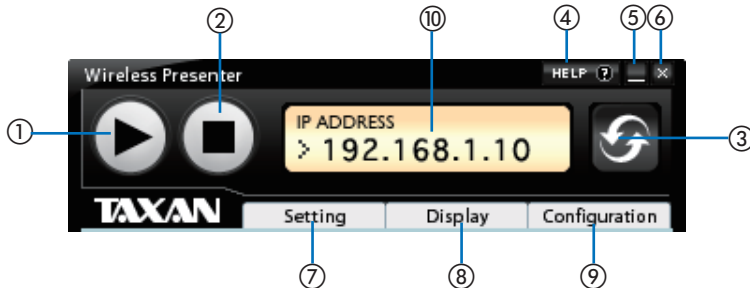 ② ⑩ ④ ⑤ ⑥
Wireless Presenter HELP ?
①
IP ADDRESS
> 192.168.1.10
③
TAXAN Setting Display Configuration
⑦ ⑧ ⑨